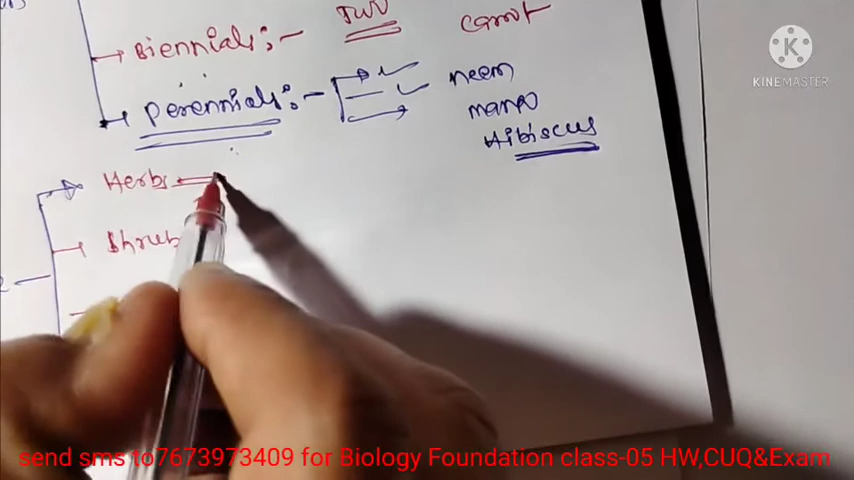 Two
Biennials:- Carrot
Perennials:- neem
mango
Hibiscus
Herbs
Shrub
K
KINEMASTER
send sms to7673973409 for Biology Foundation class-05 HW,CUQ&Exam